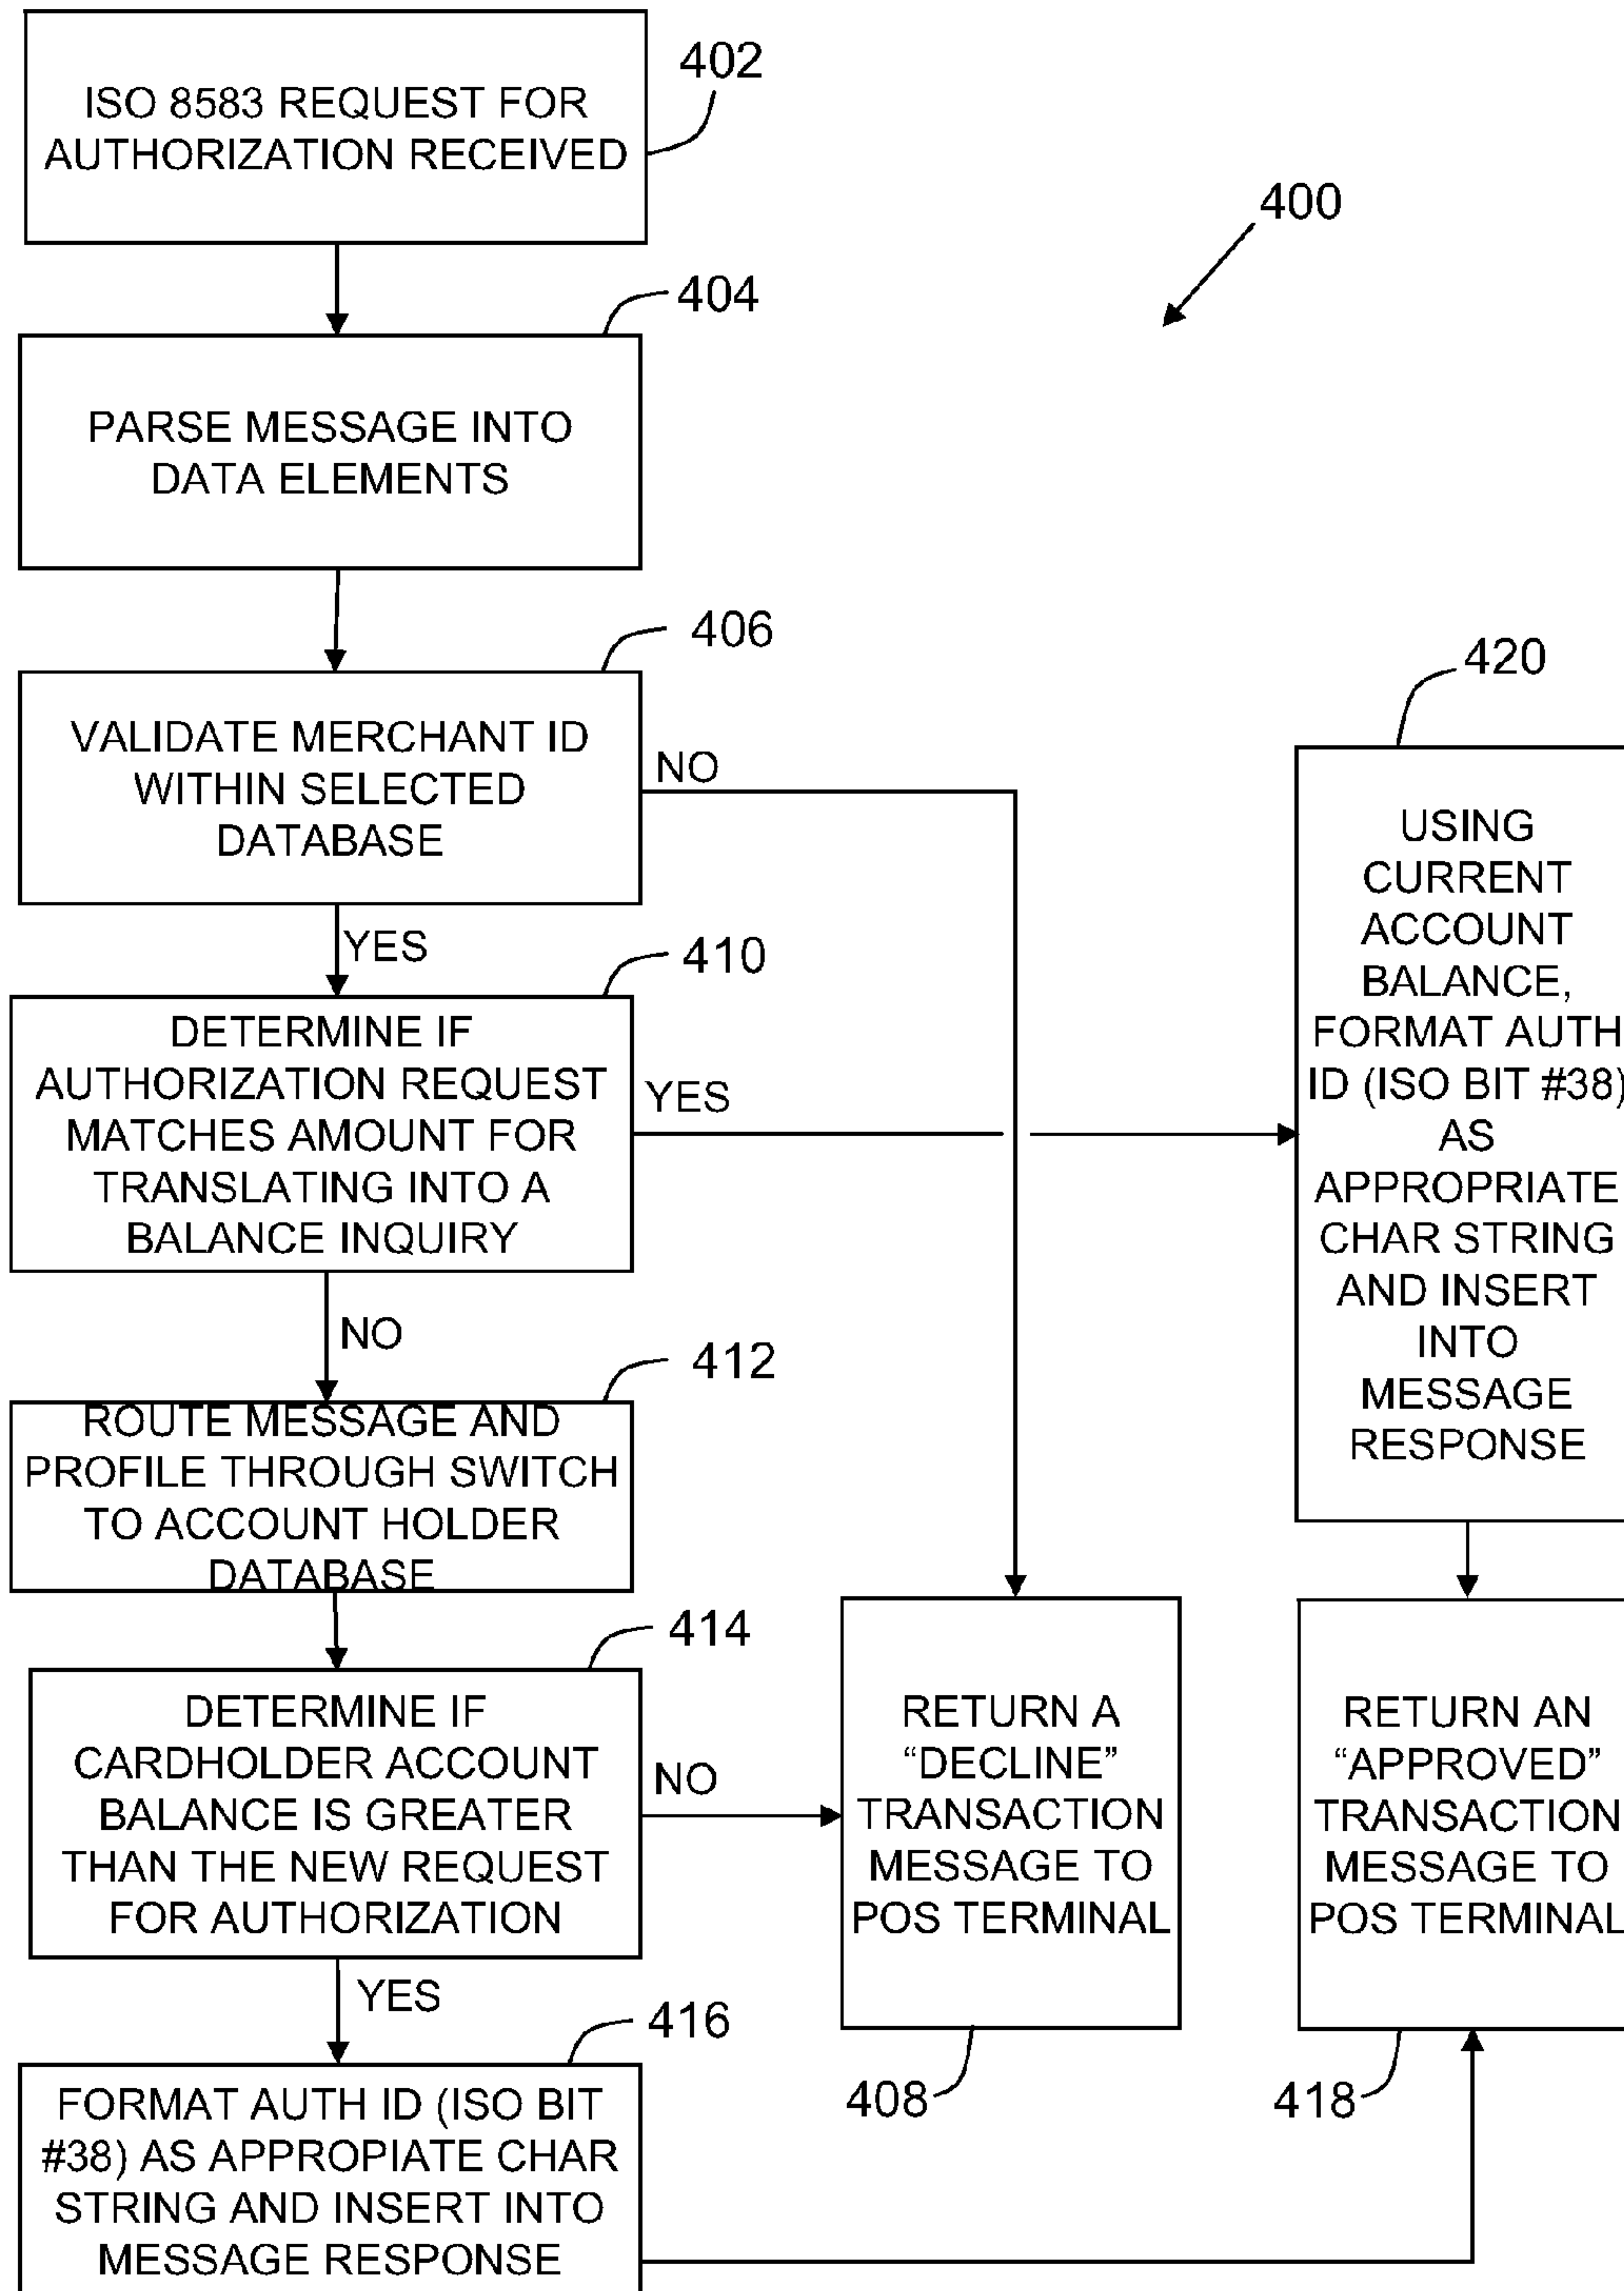 ISO 8583 REQUEST FOR
AUTHORIZATION RECEIVED
402
400
PARSE MESSAGE INTO
DATA ELEMENTS
404
VALIDATE MERCHANT ID
WITHIN SELECTED
DATABASE
406
NO
YES
DETERMINE IF
AUTHORIZATION REQUEST
MATCHES AMOUNT FOR
TRANSLATING INTO A
BALANCE INQUIRY
410
YES
NO
420
USING
CURRENT
ACCOUNT
BALANCE,
FORMAT AUTH
ID (ISO BIT #38)
AS
APPROPRIATE
CHAR STRING
AND INSERT
INTO
MESSAGE
RESPONSE
ROUTE MESSAGE AND
PROFILE THROUGH SWITCH
TO ACCOUNT HOLDER
DATABASE
412
DETERMINE IF
CARDHOLDER ACCOUNT
BALANCE IS GREATER
THAN THE NEW REQUEST
FOR AUTHORIZATION
414
NO
YES
RETURN A
“DECLINE”
TRANSACTION
MESSAGE TO
POS TERMINAL
408
RETURN AN
“APPROVED”
TRANSACTION
MESSAGE TO
POS TERMINAL
418
FORMAT AUTH ID (ISO BIT
#38) AS APPROPIATE CHAR
STRING AND INSERT INTO
MESSAGE RESPONSE
416